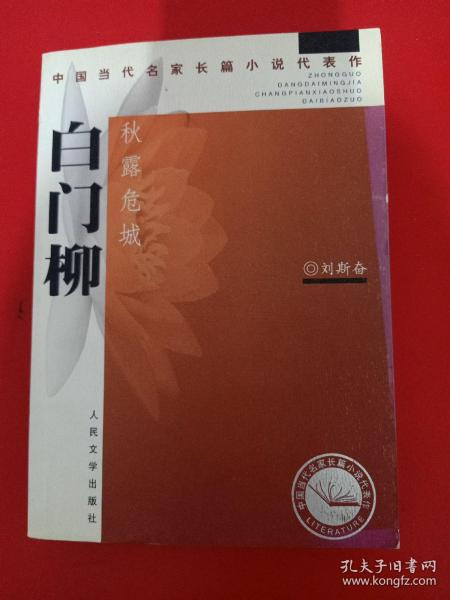 中国当代名家长篇小说代表作
ZHONGGUO
DANGDAIMINGJIA
CHANGPIANXIAOSHUO
DAIBIAOZUO
白门柳
秋露危城
◎刘斯奋
人民文学出版社
中国当代名家长篇小说代表作
LITERATURE
孔夫子旧书网
www.kongfz.com